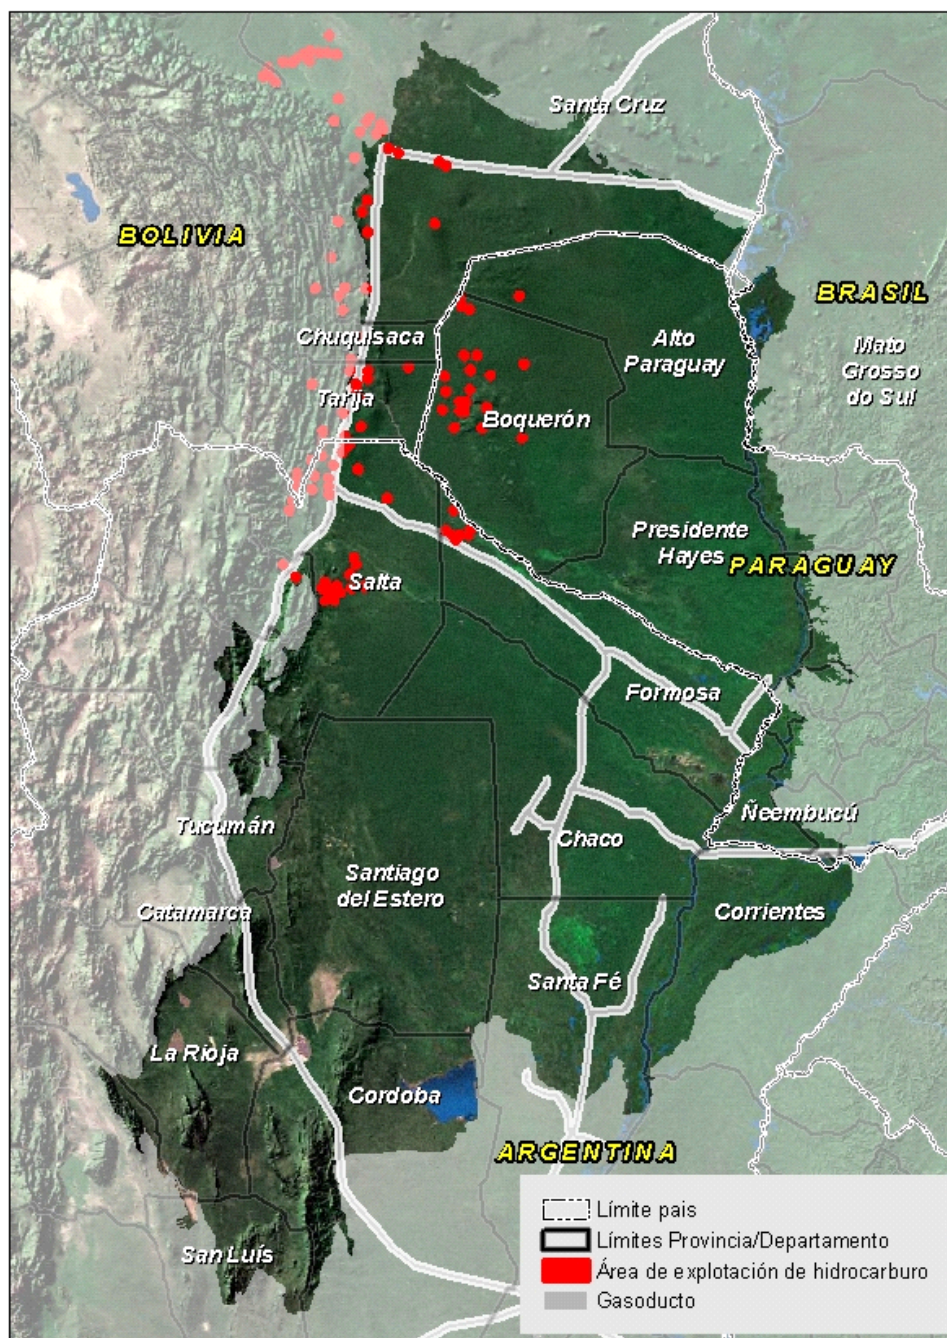 Santa Cruz
BOLIVIA
BRASIL
Chuquisaca
Alto
Paraguay
Mato
Grosso
do Sul
Tarija
Boquerón
Presidente
Hayes
PARAGUAY
Salta
Formosa
Ñeembucú
Tucumán
Chaco
Santiago
del Estero
Catamarca
Corrientes
Santa Fé
La Rioja
Cordoba
ARGENTINA
San Luís
Límite pais
Límites Provincia/Departamento
Área de explotación de hidrocarburo
Gasoducto